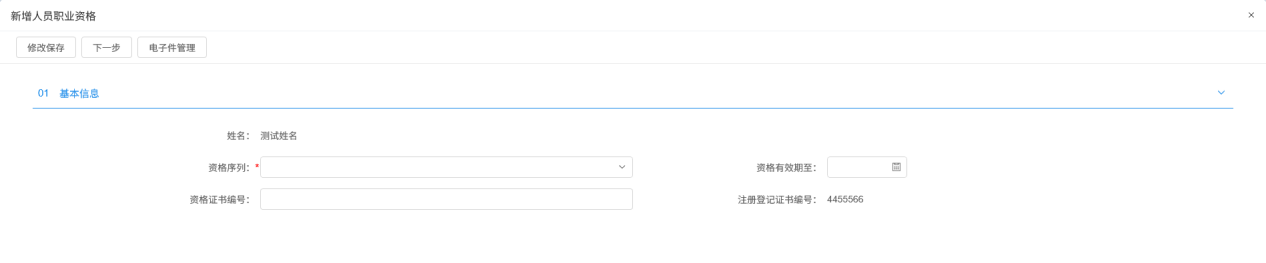 新增人员职业资格 ×
修改保存 下一步 电子件管理
01 基本信息
姓名： 测试姓名
资格序列：* 资格有效期至：
资格证书编号： 注册登记证书编号： 4455566